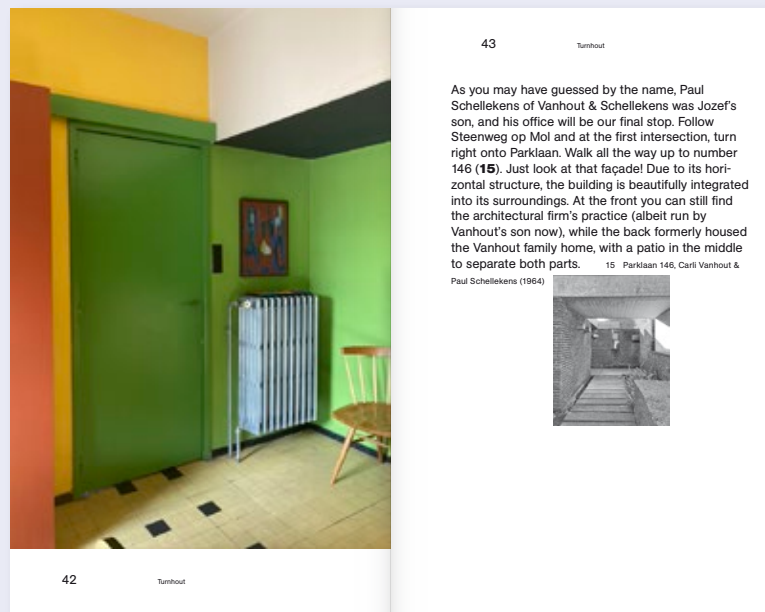 42
Turnhout
43
Turnhout
As you may have guessed by the name, Paul
Schellekens of Vanhout & Schellekens was Jozef’s
son, and his office will be our final stop. Follow
Steenweg op Mol and at the first intersection, turn
right onto Parklaan. Walk all the way up to number
146 (15). Just look at that façade! Due to its hori-
zontal structure, the building is beautifully integrated
into its surroundings. At the front you can still find
the architectural firm’s practice (albeit run by
Vanhout’s son now), while the back formerly housed
the Vanhout family home, with a patio in the middle
to separate both parts. 15 Parklaan 146, Carli Vanhout &
Paul Schellekens (1964)